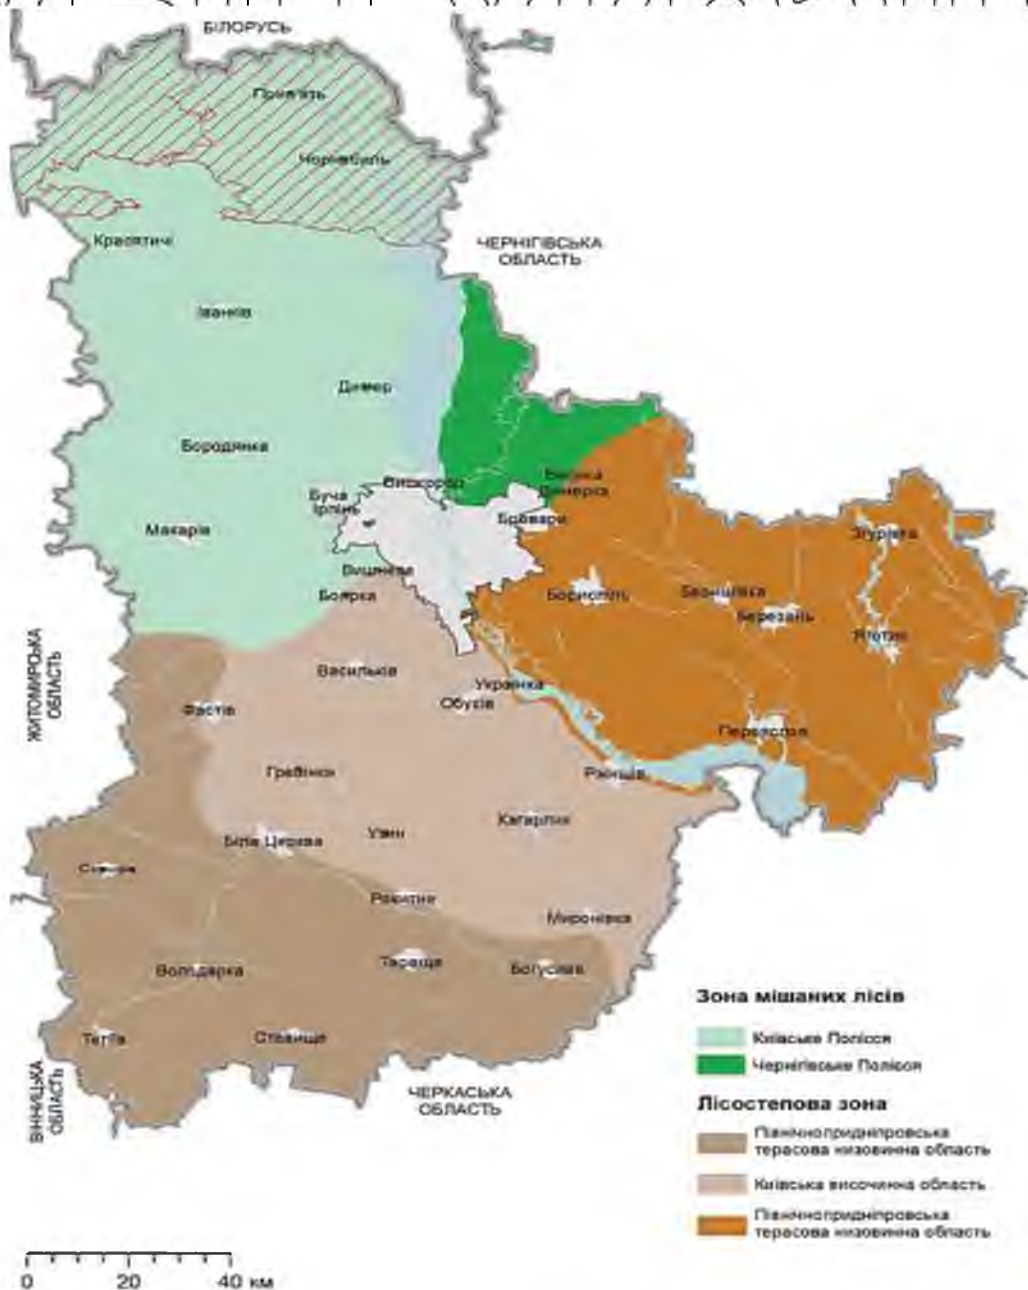 БІЛОРУСЬ
Прип'ять
Чорнобиль
Красятичі
ЧЕРНІГІВСЬКА
ОБЛАСТЬ
Іванків
Димер
Бородянка
Вишгород
Велика
Димерка
Буча
Ірпінь
Бровари
Макарів
Згурівка
Вишневе
Боярка
Бориспіль
Баришівка
Березань
Яготин
ЖИТОМИРСЬКА
ОБЛАСТЬ
Васильків
Українка
Обухів
Фастів
Переяслав
Гребінки
Ржищів
Кагарлик
Узин
Біла Церква
Сквира
Рокитне
Миронівка
Володарка
Тараща
Богуслав
Тетіїв
Ставище
ВІННИЦЬКА
ОБЛАСТЬ
ЧЕРКАСЬКА
ОБЛАСТЬ
Зона мішаних лісів
Київське Полісся
Чернігівське Полісся
Лісостепова зона
Північнопридніпровська
терасова низовинна область
Київська височинна область
Північнопридніпровська
терасова низовинна область
0 20 40 км